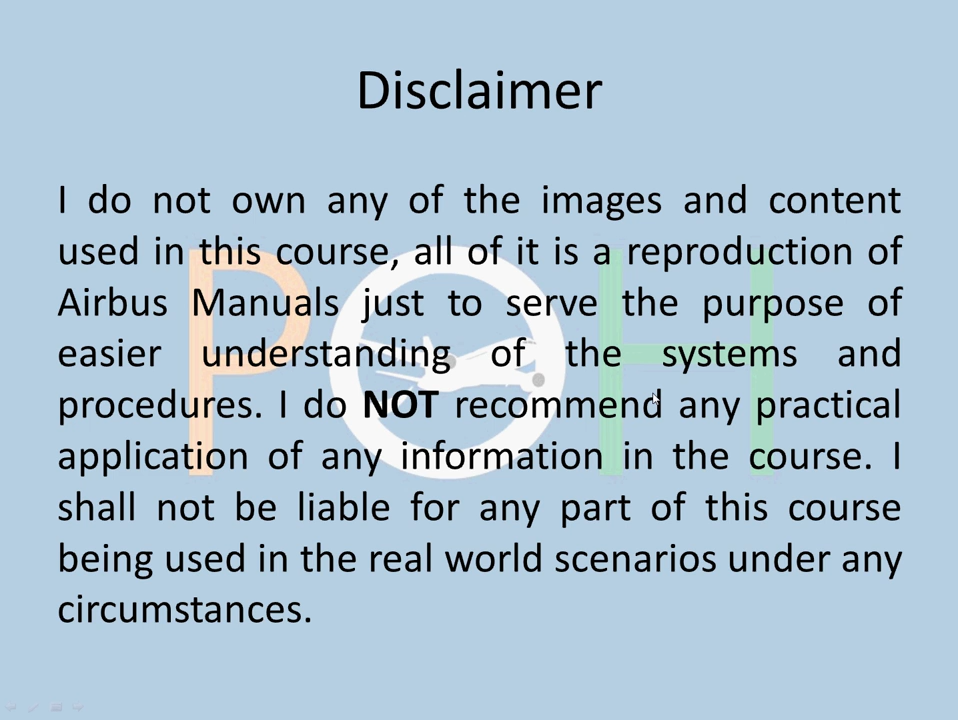 Disclaimer
I do not own any of the images and content
used in this course, all of it is a reproduction of
Airbus Manuals just to serve the purpose of
easier understanding of the systems and
procedures. I do NOT recommend any practical
application of any information in the course. I
shall not be liable for any part of this course
being used in the real world scenarios under any
circumstances.
POH